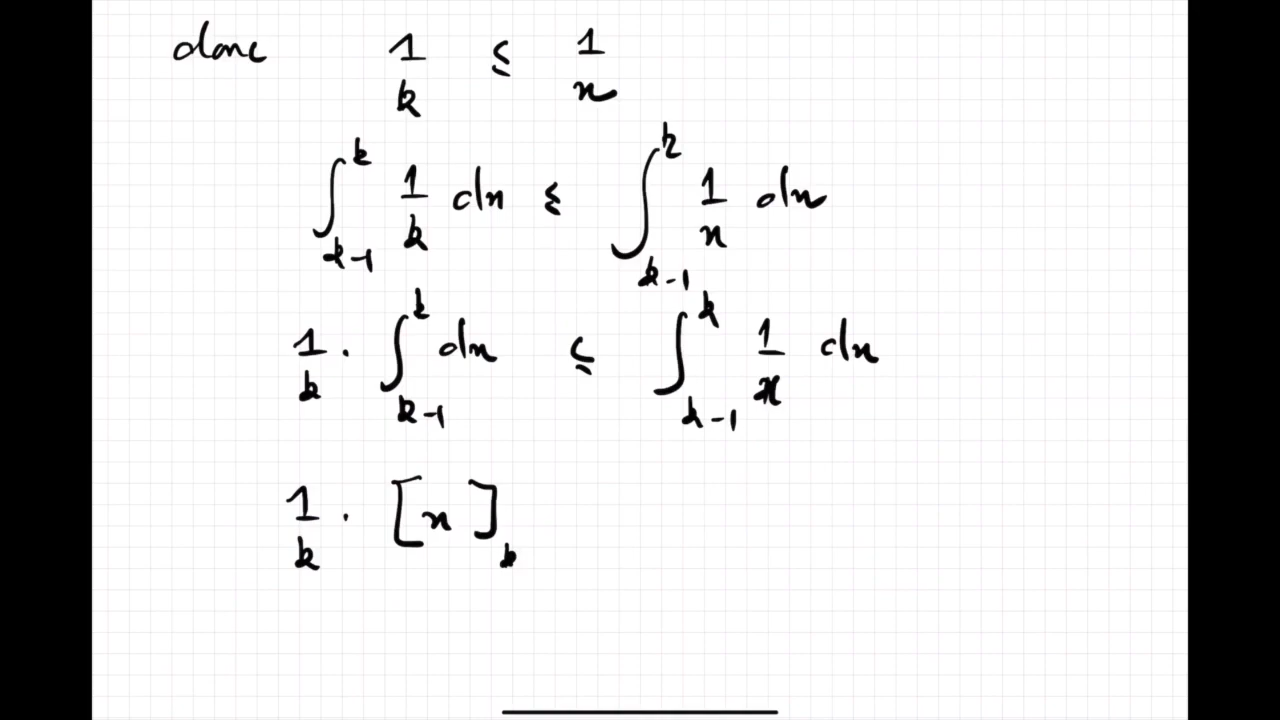 donc 1/k ≤ 1/x
∫_{k-1}^{k} 1/k dx ≤ ∫_{k-1}^{k} 1/x dx
1/k · ∫_{k-1}^{k} dx ≤ ∫_{k-1}^{k} 1/x dx
1/k · [x]_k